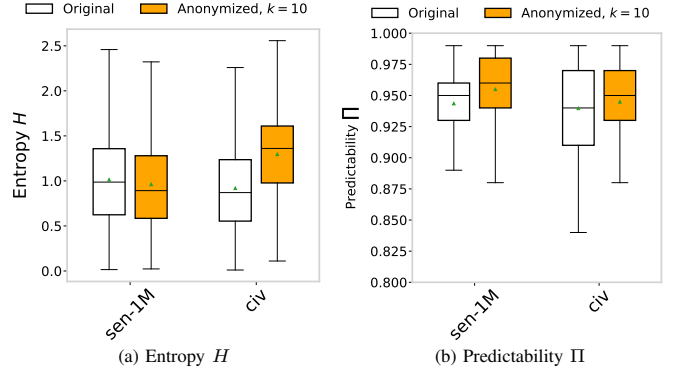 Original Anonymized, k = 10
Entropy H
2.5
2.0
1.5
1.0
0.5
0.0
sen-1M
civ
(a) Entropy H
Original Anonymized, k = 10
Predictability Π
1.000
0.975
0.950
0.925
0.900
0.875
0.850
0.825
0.800
sen-1M
civ
(b) Predictability Π